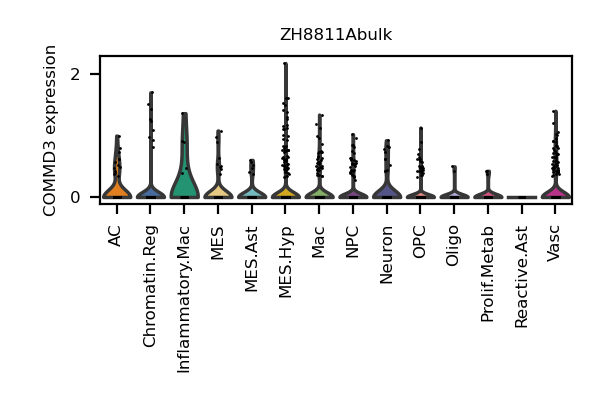 ZH8811Abulk
COMMD3 expression
2
0
AC
Chromatin.Reg
Inflammatory.Mac
MES
MES.Ast
MES.Hyp
Mac
NPC
Neuron
OPC
Oligo
Prolif.Metab
Reactive.Ast
Vasc